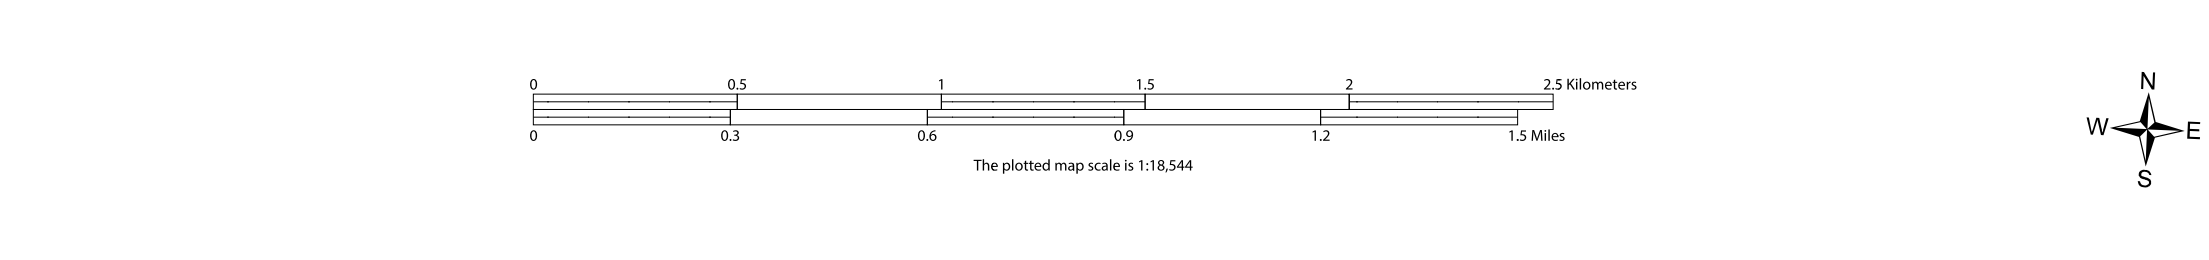 0 0.5 1 1.5 2 2.5 Kilometers
0 0.3 0.6 0.9 1.2 1.5 Miles
The plotted map scale is 1:18,544
N
W E
S